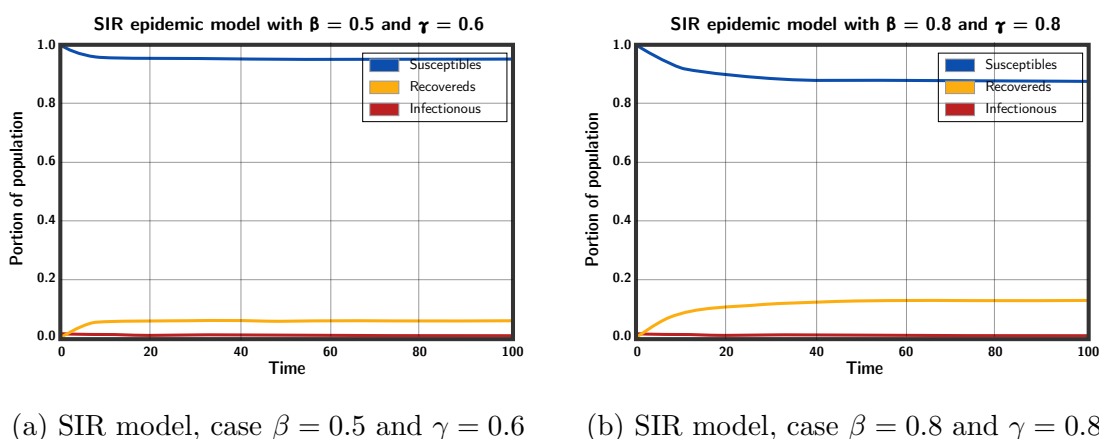 SIR epidemic model with β = 0.5 and γ = 0.6
1.0
0.8
0.6
0.4
0.2
0.0
Portion of population
Susceptibles
Recovereds
Infectionous
0 20 40 60 80 100
Time
(a) SIR model, case β = 0.5 and γ = 0.6
SIR epidemic model with β = 0.8 and γ = 0.8
1.0
0.8
0.6
0.4
0.2
0.0
Portion of population
Susceptibles
Recovereds
Infectionous
0 20 40 60 80 100
Time
(b) SIR model, case β = 0.8 and γ = 0.8